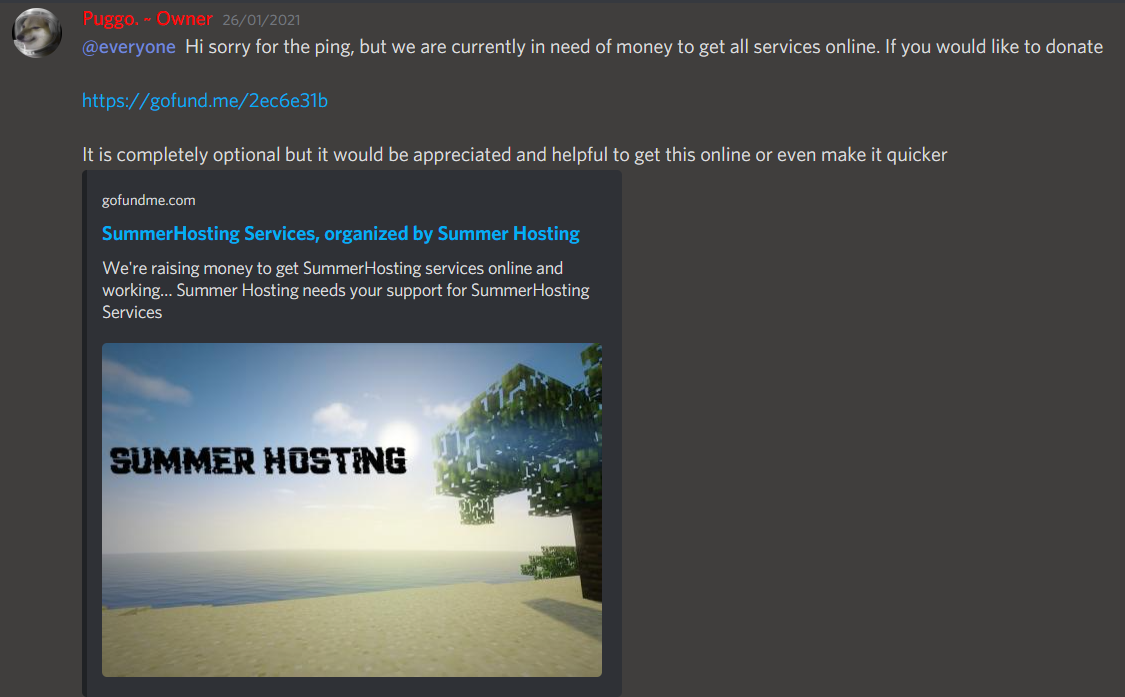 Puggo. ~ Owner 26/01/2021
@everyone Hi sorry for the ping, but we are currently in need of money to get all services online. If you would like to donate
https://gofund.me/2ec6e31b
It is completely optional but it would be appreciated and helpful to get this online or even make it quicker
gofundme.com
SummerHosting Services, organized by Summer Hosting
We're raising money to get SummerHosting services online and
working... Summer Hosting needs your support for SummerHosting
Services
SUMMER HOSTING